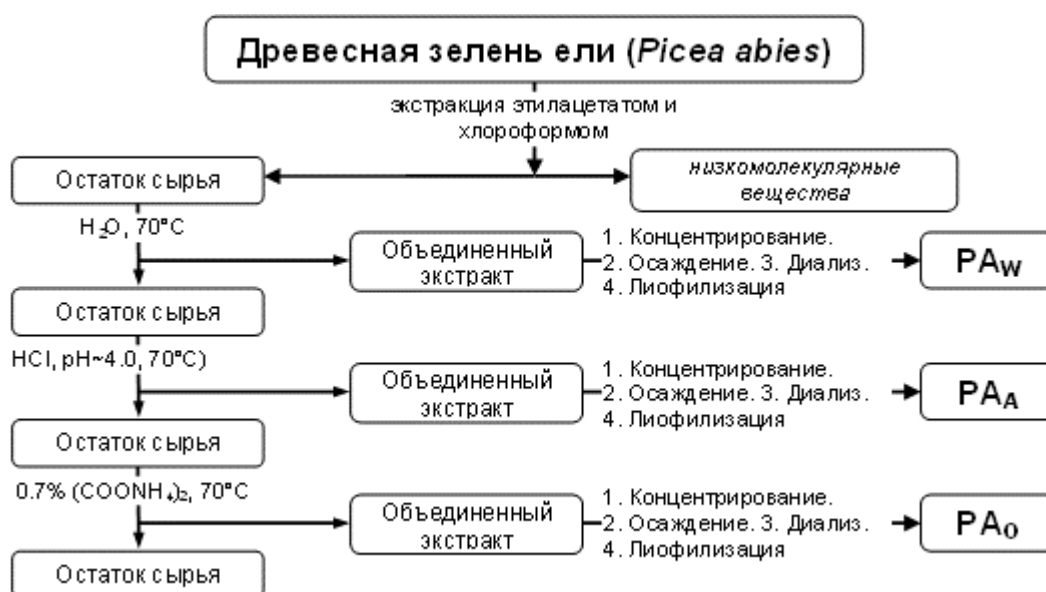 Древесная зелень ели (Picea abies)
экстракция этилацетатом и
хлороформом
Остаток сырья
низкомолекулярные
вещества
H₂O, 70°C
Объединенный
экстракт
1. Концентрирование.
2. Осаждение. 3. Диализ.
4. Лиофилизация
PAW
Остаток сырья
HCl, pH~4.0, 70°C)
Объединенный
экстракт
1. Концентрирование.
2. Осаждение. 3. Диализ.
4. Лиофилизация
PAA
Остаток сырья
0.7% (COONH₄)₂, 70°C
Объединенный
экстракт
1. Концентрирование.
2. Осаждение. 3. Диализ.
4. Лиофилизация
PAO
Остаток сырья